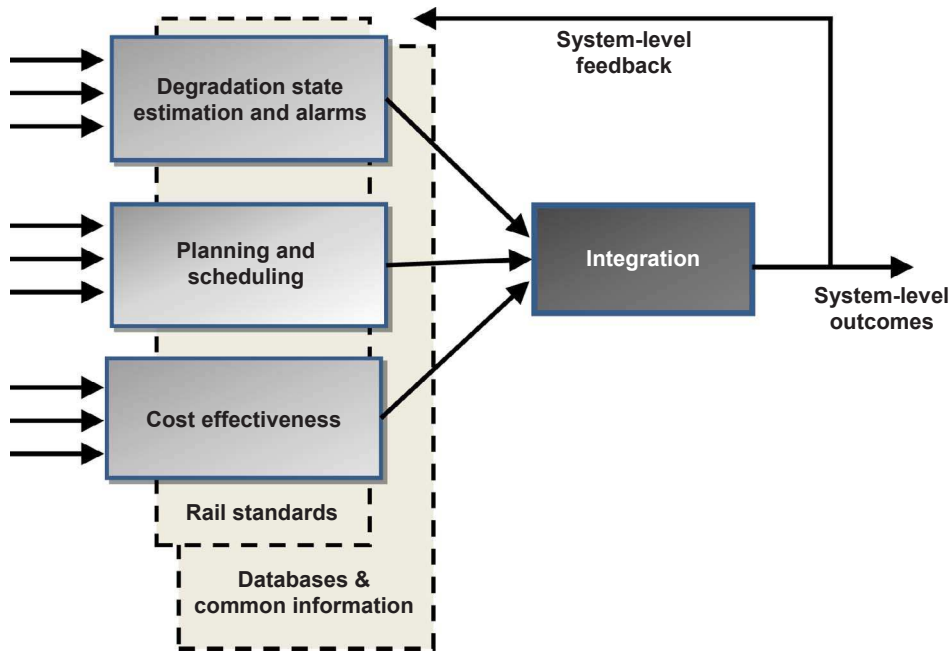 System-level
feedback
Degradation state
estimation and alarms
Planning and
scheduling
Integration
System-level
outcomes
Cost effectiveness
Rail standards
Databases &
common information